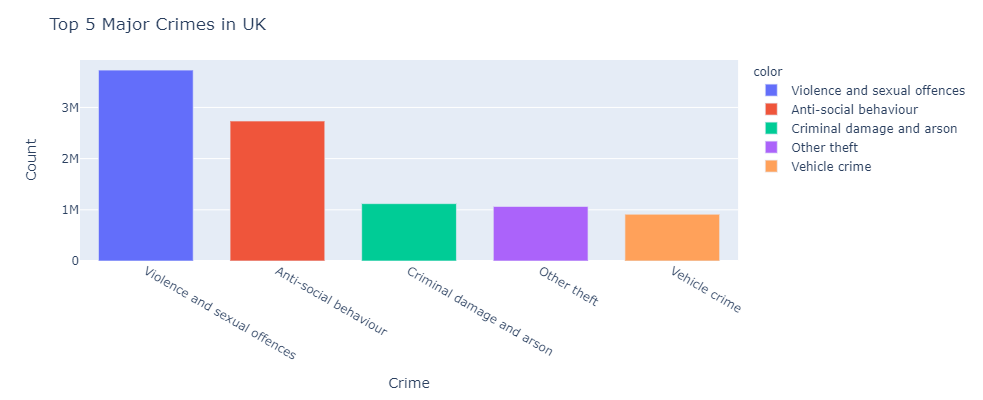 Top 5 Major Crimes in UK
color
Violence and sexual offences
Anti-social behaviour
Criminal damage and arson
Other theft
Vehicle crime
Count
3M
2M
1M
0
Violence and sexual offences
Anti-social behaviour
Criminal damage and arson
Other theft
Vehicle crime
Crime